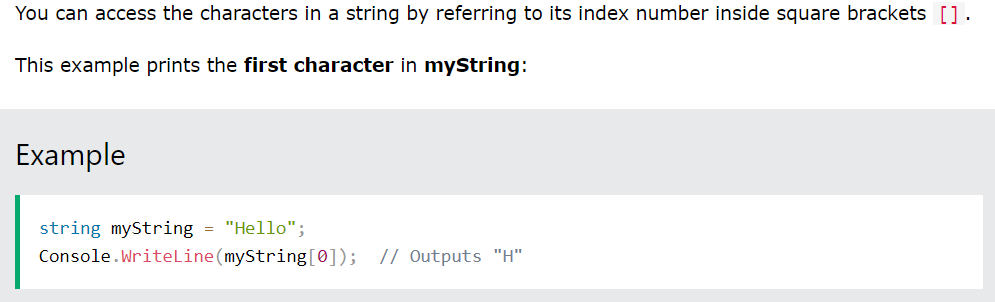 You can access the characters in a string by referring to its index number inside square brackets [].
This example prints the first character in myString:
Example
string myString = "Hello";
Console.WriteLine(myString[0]);  // Outputs "H"